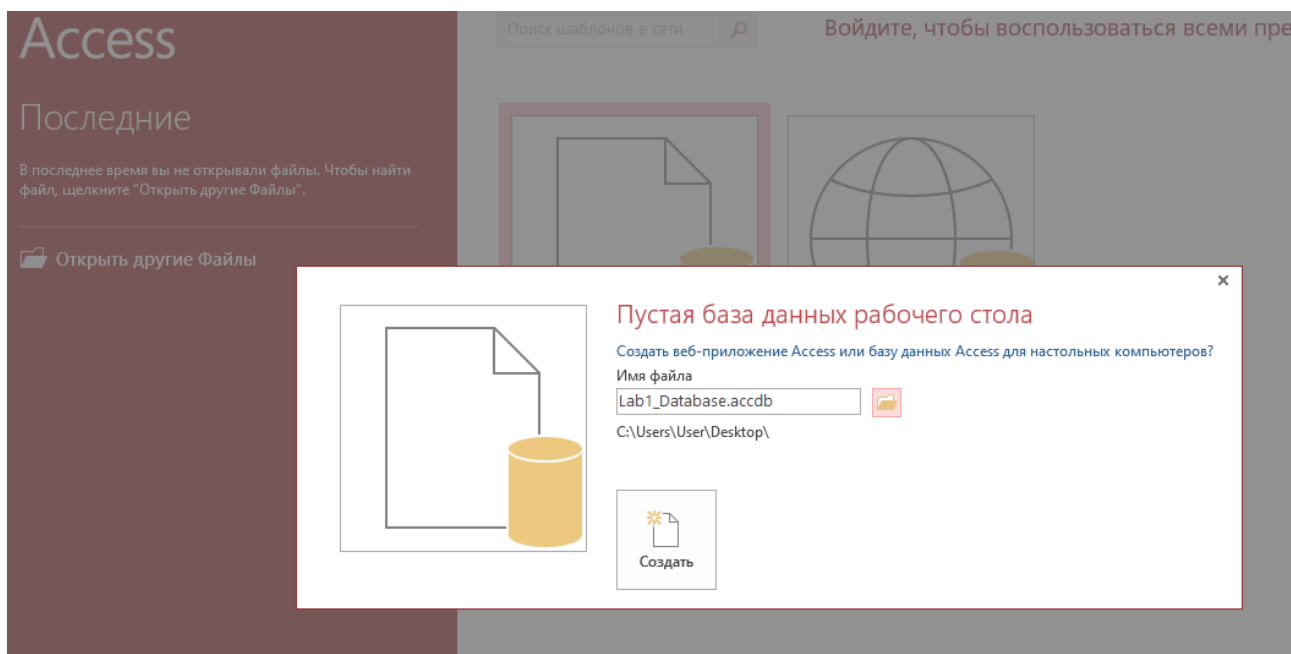 Access
Поиск шаблонов в сети
Войдите, чтобы воспользоваться всеми пре
Последние
В последнее время вы не открывали файлы. Чтобы найти
файл, щелкните "Открыть другие Файлы".
Открыть другие Файлы
Пустая база данных рабочего стола
Создать веб-приложение Access или базу данных Access для настольных компьютеров?
Имя файла
Lab1_Database.accdb
C:\Users\User\Desktop\
Создать